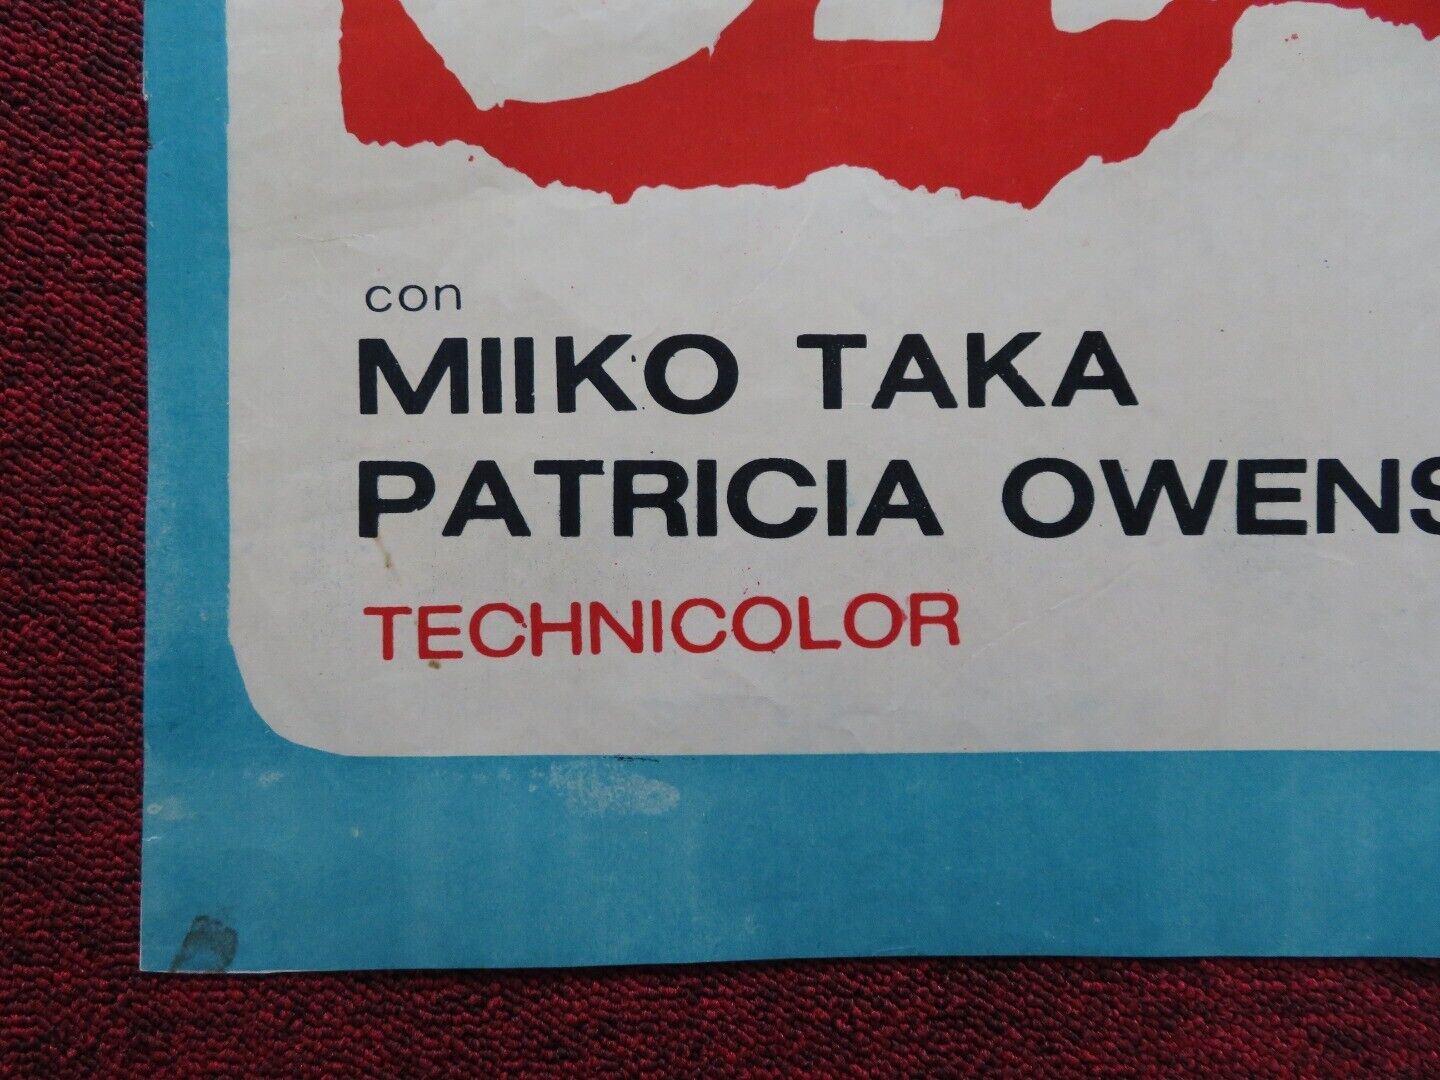 con
MIIKO TAKA
PATRICIA OWENS
TECHNICOLOR